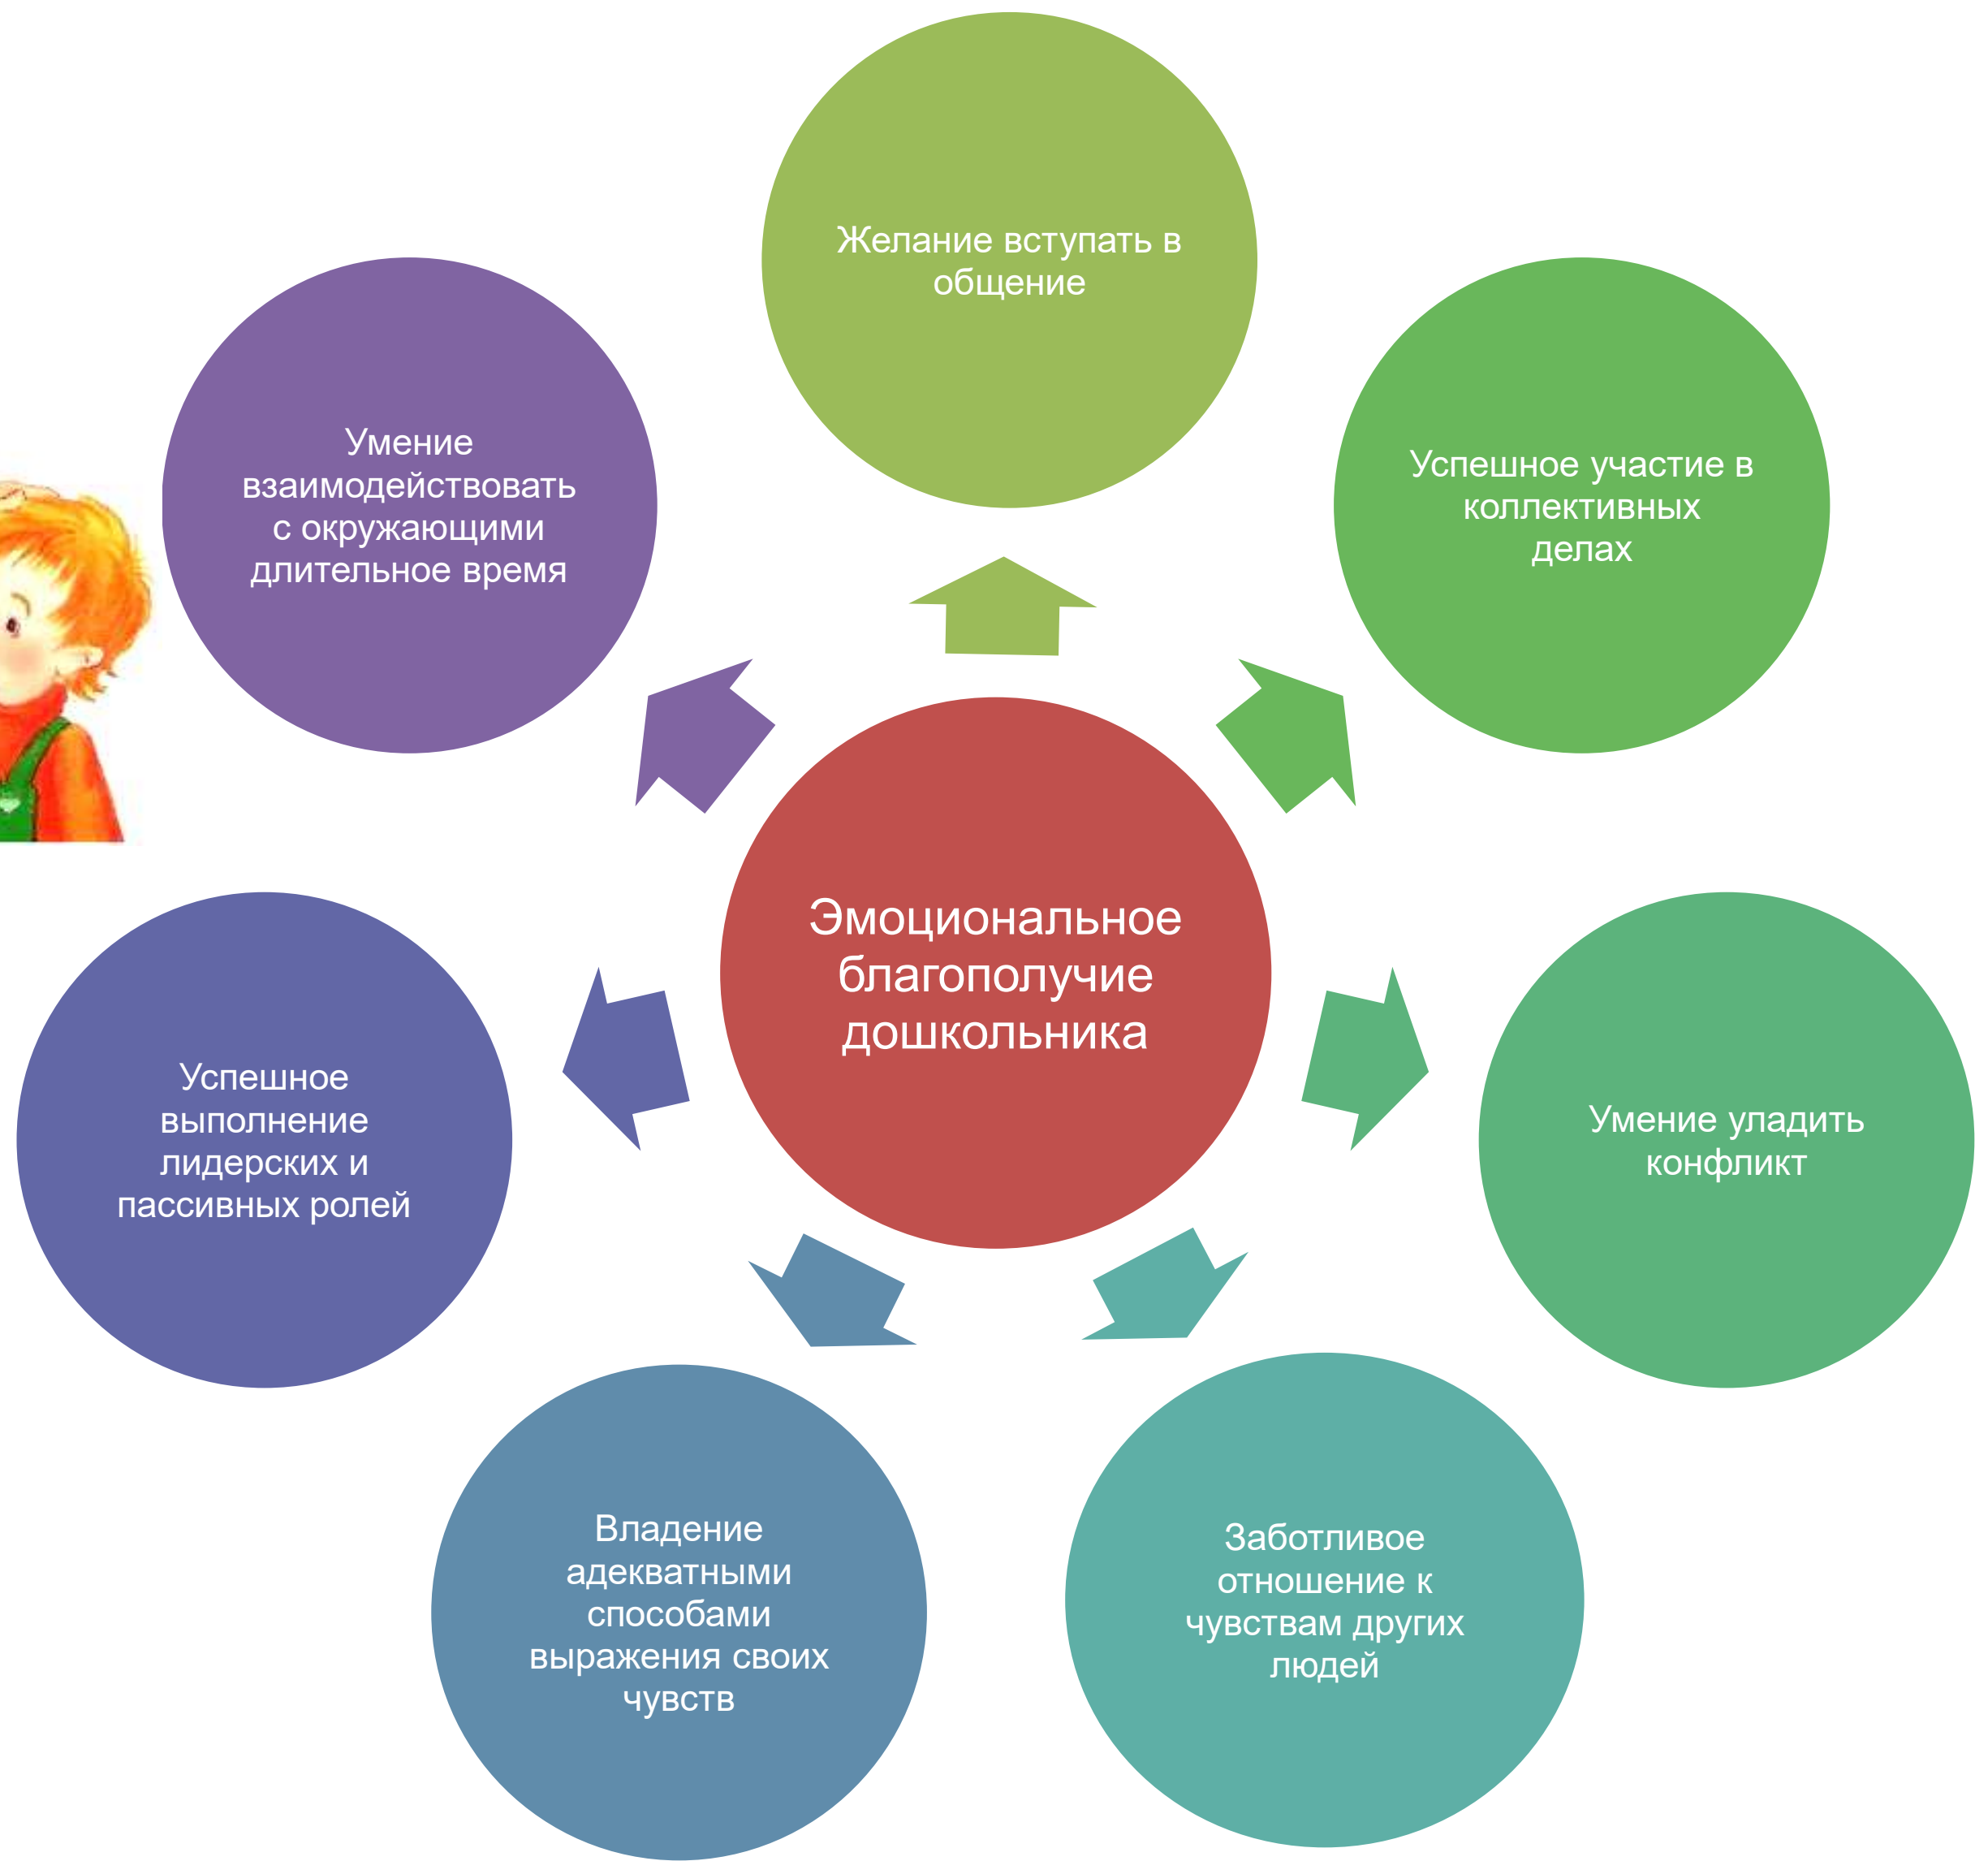 Желание вступать в
общение
Успешное участие в
коллективных
делах
Умение
взаимодействовать
с окружающими
длительное время
Эмоциональное
благополучие
дошкольника
Умение уладить
конфликт
Успешное
выполнение
лидерских и
пассивных ролей
Заботливое
отношение к
чувствам других
людей
Владение
адекватными
способами
выражения своих
чувств